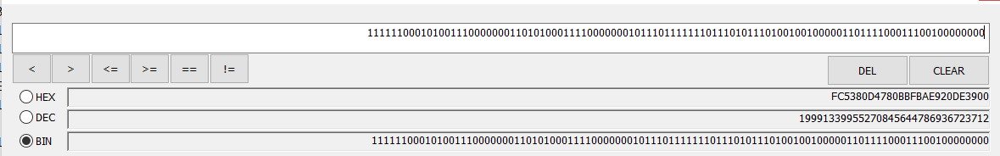 11111100010100111000000011010100011110000000101110111111101110101110100100100000110111100011100100000000
< > <= >= == != DEL CLEAR
HEX FC5380D4780BBFBAE920DE3900
DEC 19991339955270845644786936723712
BIN 11111100010100111000000011010100011110000000101110111111101110101110100100100000110111100011100100000000